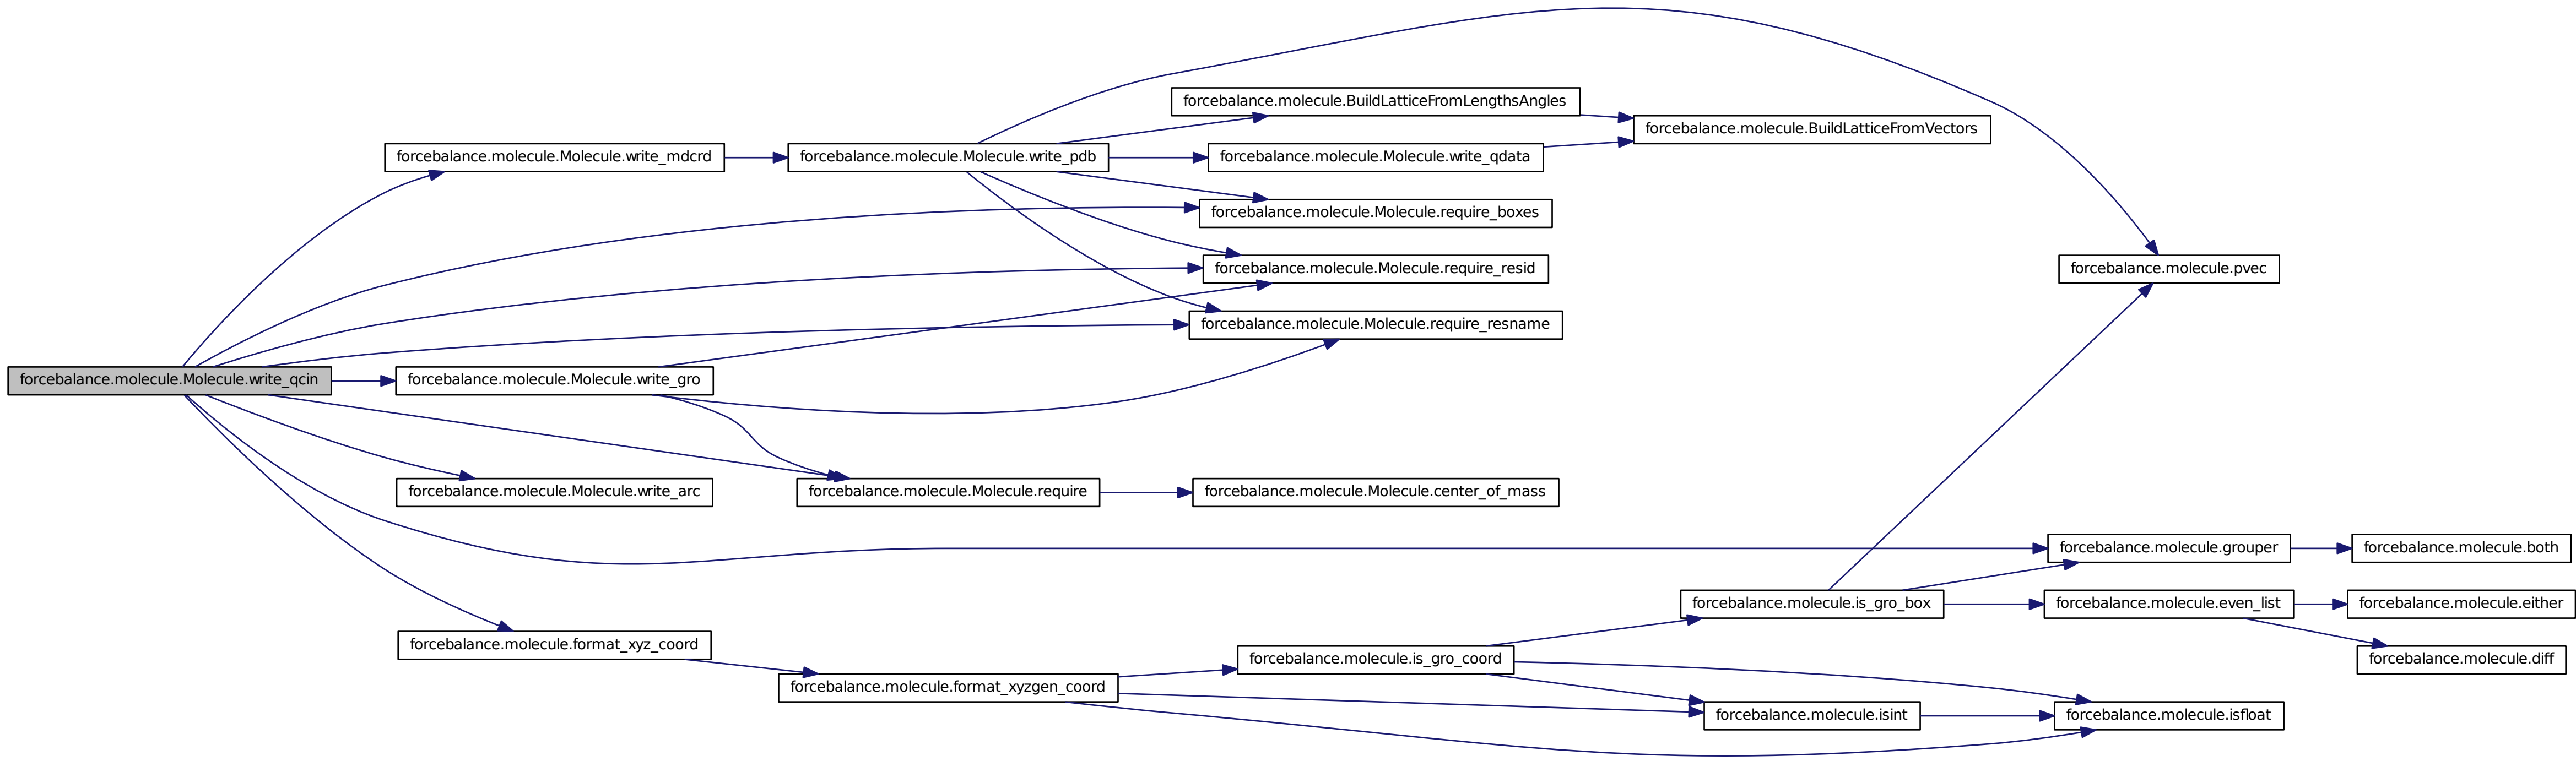 forcebalance.molecule.Molecule.write_qcin
forcebalance.molecule.Molecule.write_mdcrd
forcebalance.molecule.Molecule.write_gro
forcebalance.molecule.Molecule.write_arc
forcebalance.molecule.format_xyz_coord
forcebalance.molecule.Molecule.write_pdb
forcebalance.molecule.Molecule.require
forcebalance.molecule.format_xyzgen_coord
forcebalance.molecule.BuildLatticeFromLengthsAngles
forcebalance.molecule.Molecule.write_qdata
forcebalance.molecule.Molecule.require_boxes
forcebalance.molecule.Molecule.require_resid
forcebalance.molecule.Molecule.require_resname
forcebalance.molecule.Molecule.center_of_mass
forcebalance.molecule.is_gro_coord
forcebalance.molecule.BuildLatticeFromVectors
forcebalance.molecule.is_gro_box
forcebalance.molecule.isint
forcebalance.molecule.pvec
forcebalance.molecule.grouper
forcebalance.molecule.even_list
forcebalance.molecule.isfloat
forcebalance.molecule.both
forcebalance.molecule.either
forcebalance.molecule.diff